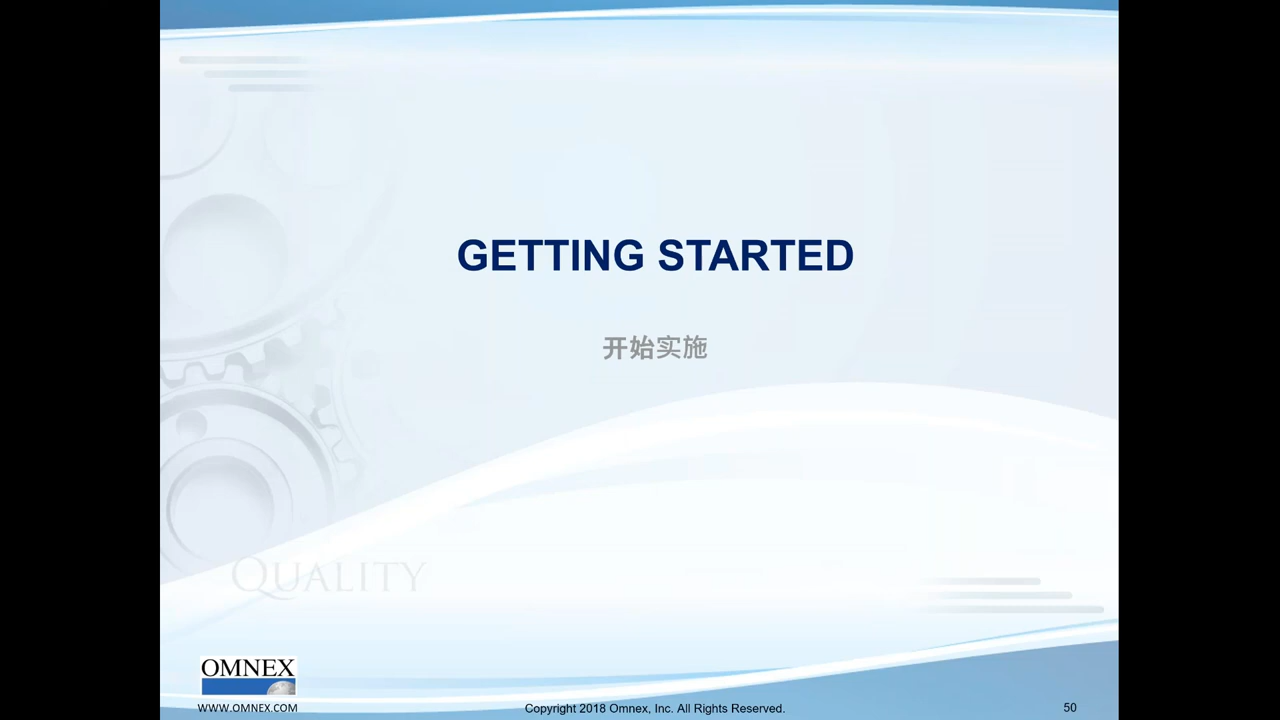 GETTING STARTED
开始实施
QUALITY
OMNEX
WWW.OMNEX.COM
Copyright 2018 Omnex, Inc. All Rights Reserved.
50